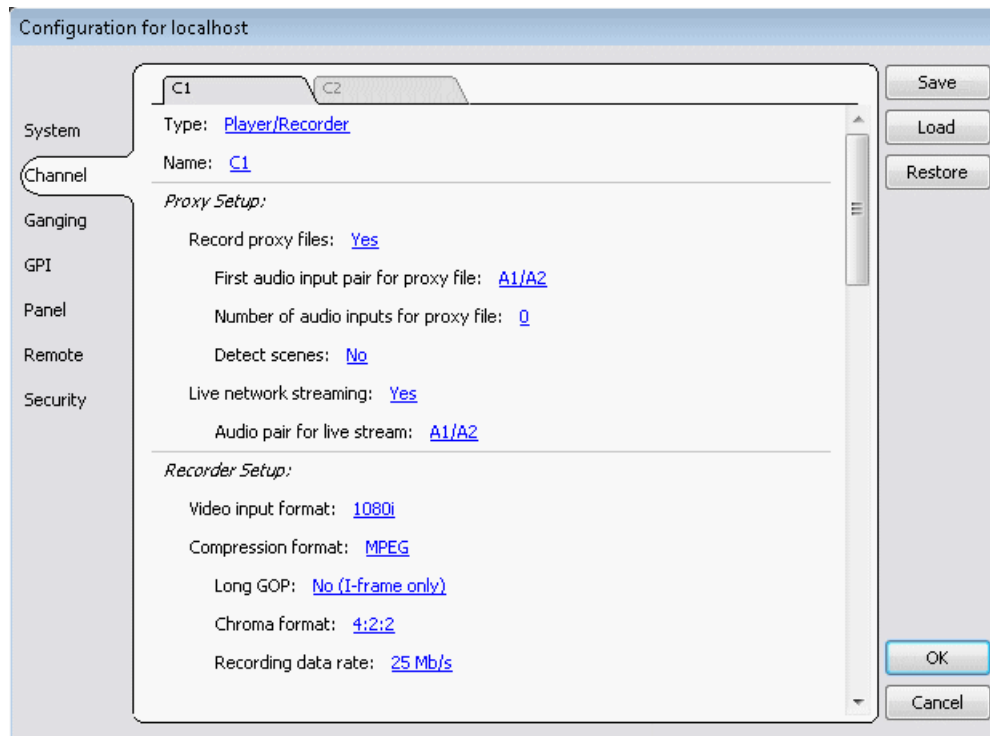 Configuration for localhost
System
Channel
Ganging
GPI
Panel
Remote
Security
C1
C2
Type: Player/Recorder
Name: C1
Proxy Setup:
Record proxy files: Yes
First audio input pair for proxy file: A1/A2
Number of audio inputs for proxy file: 0
Detect scenes: No
Live network streaming: Yes
Audio pair for live stream: A1/A2
Recorder Setup:
Video input format: 1080i
Compression format: MPEG
Long GOP: No (I-frame only)
Chroma format: 4:2:2
Recording data rate: 25 Mb/s
Save
Load
Restore
OK
Cancel